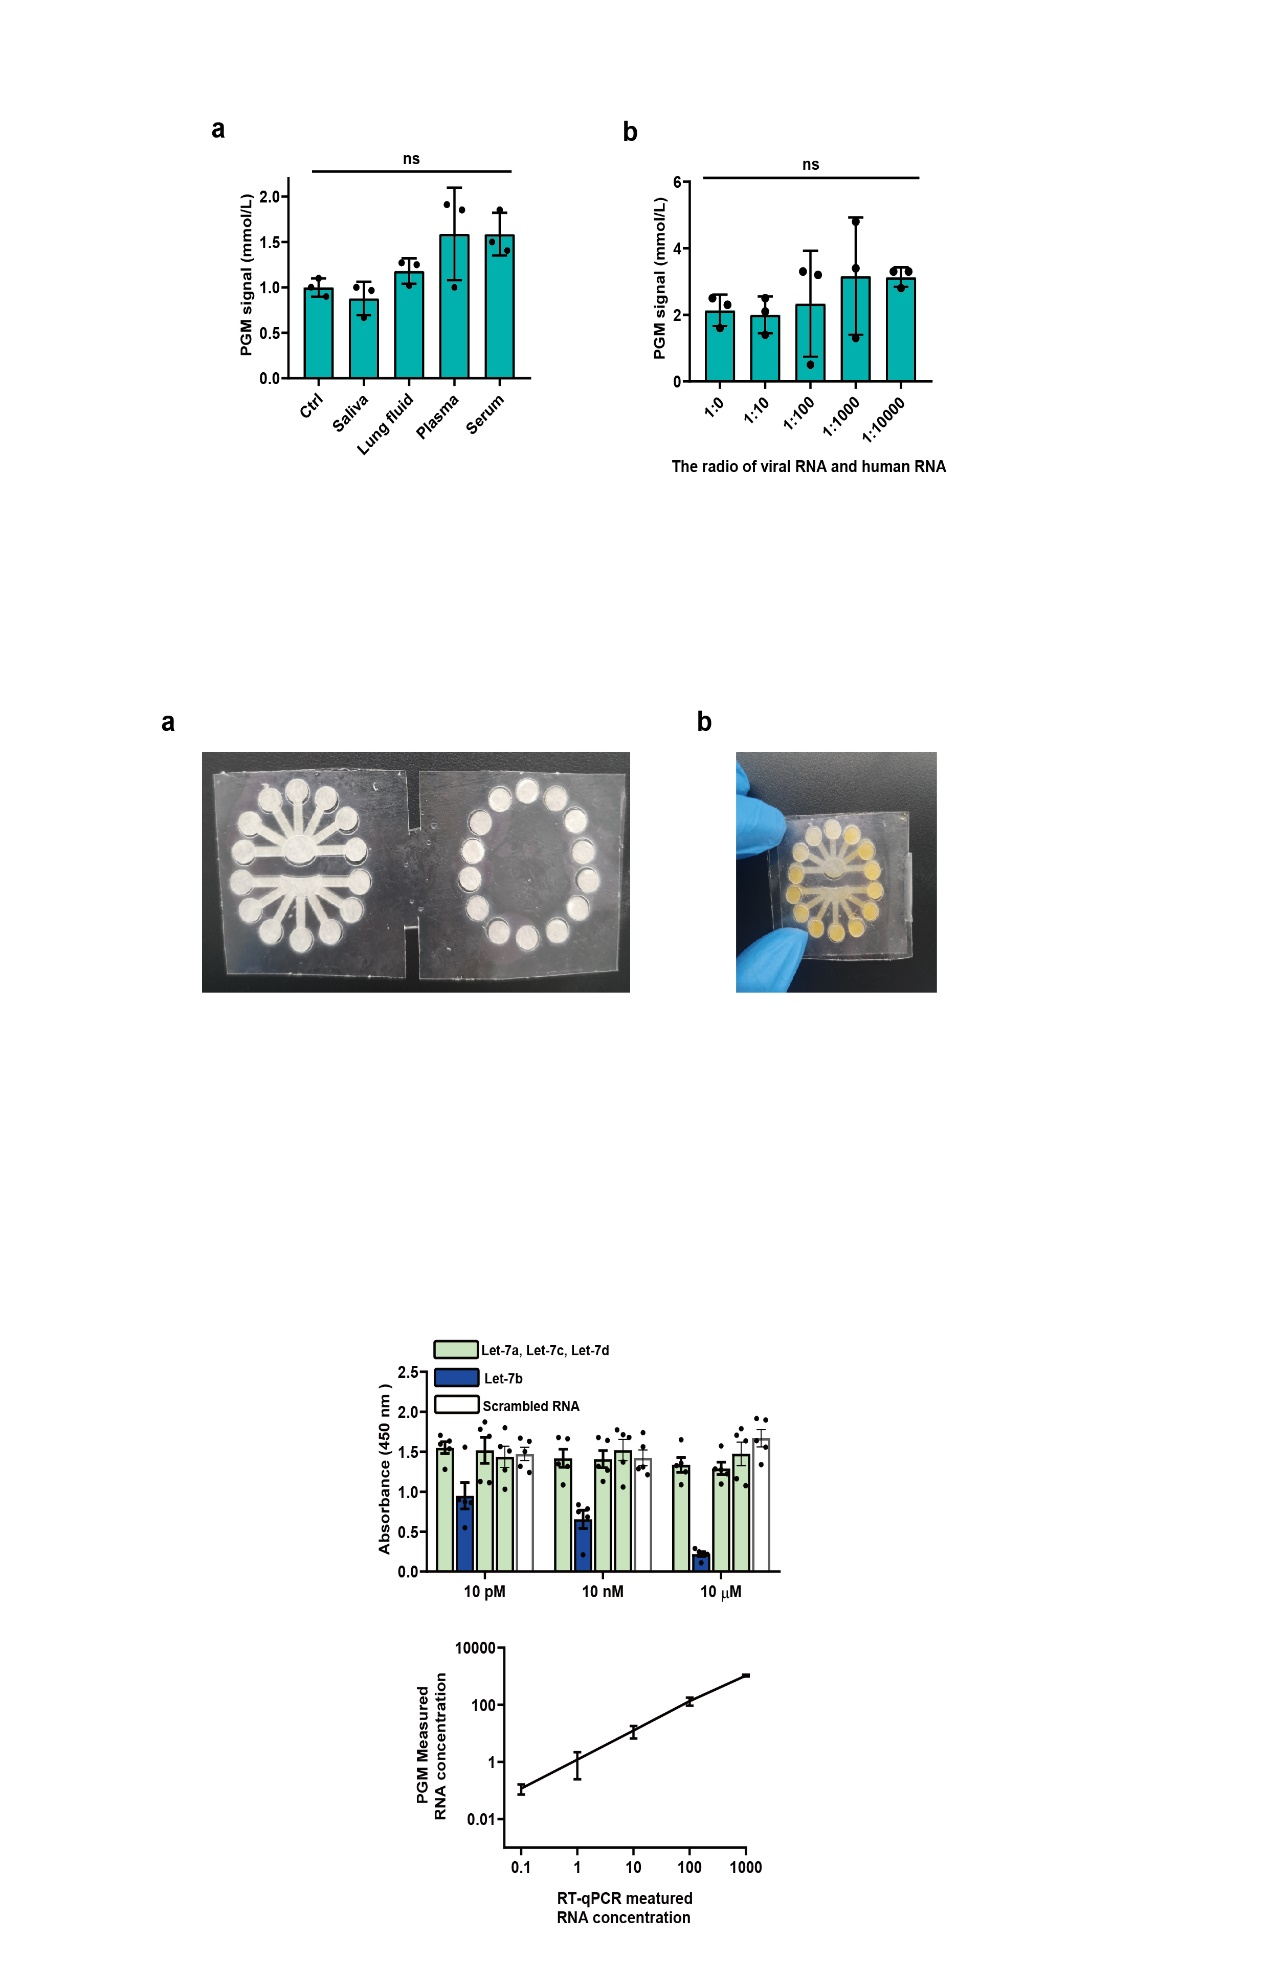 a
b
ns
ns
PGM signal (mmol/L)
2.0
1.5
1.0
0.5
0.0
Ctrl
Saliva
Lung fluid
Plasma
Serum
PGM signal (mmol/L)
6
4
2
0
1:0
1:10
1:100
1:1000
1:10000
The radio of viral RNA and human RNA
a
b
Let-7a, Let-7c, Let-7d
Let-7b
Scrambled RNA
Absorbance (450 nm )
2.5
2.0
1.5
1.0
0.5
0.0
10 pM
10 nM
10 μM
PGM Measured
RNA concentration
10000
100
1
0.01
0.1
1
10
100
1000
RT-qPCR meatured
RNA concentration